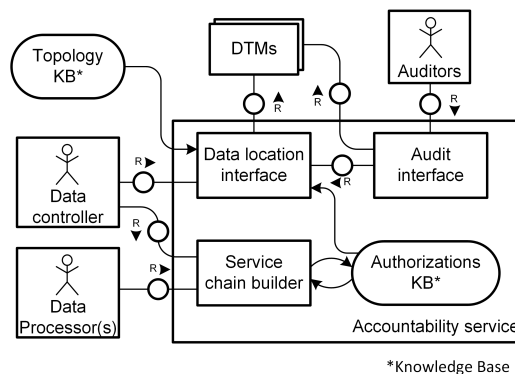 Topology
KB*
DTMs
Auditors
R
R
R
Data
controller
R
Data location
interface
R
Audit
interface
R
Data
Processor(s)
R
Service
chain builder
Authorizations
KB*
Accountability service
*Knowledge Base